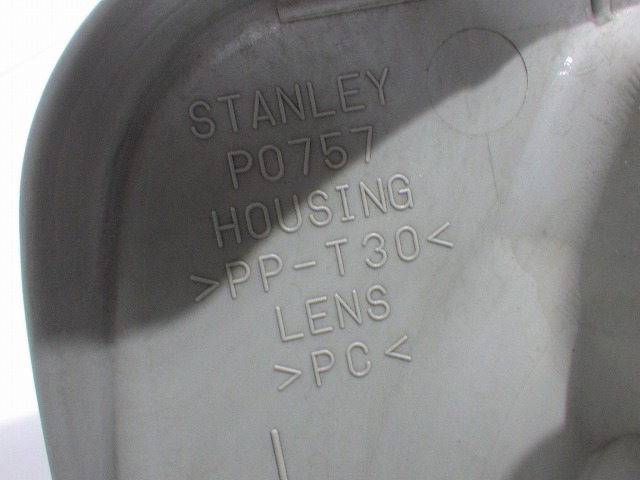 STANLEY
P0757
HOUSING
>PP-T30<
LENS
>PC<
L